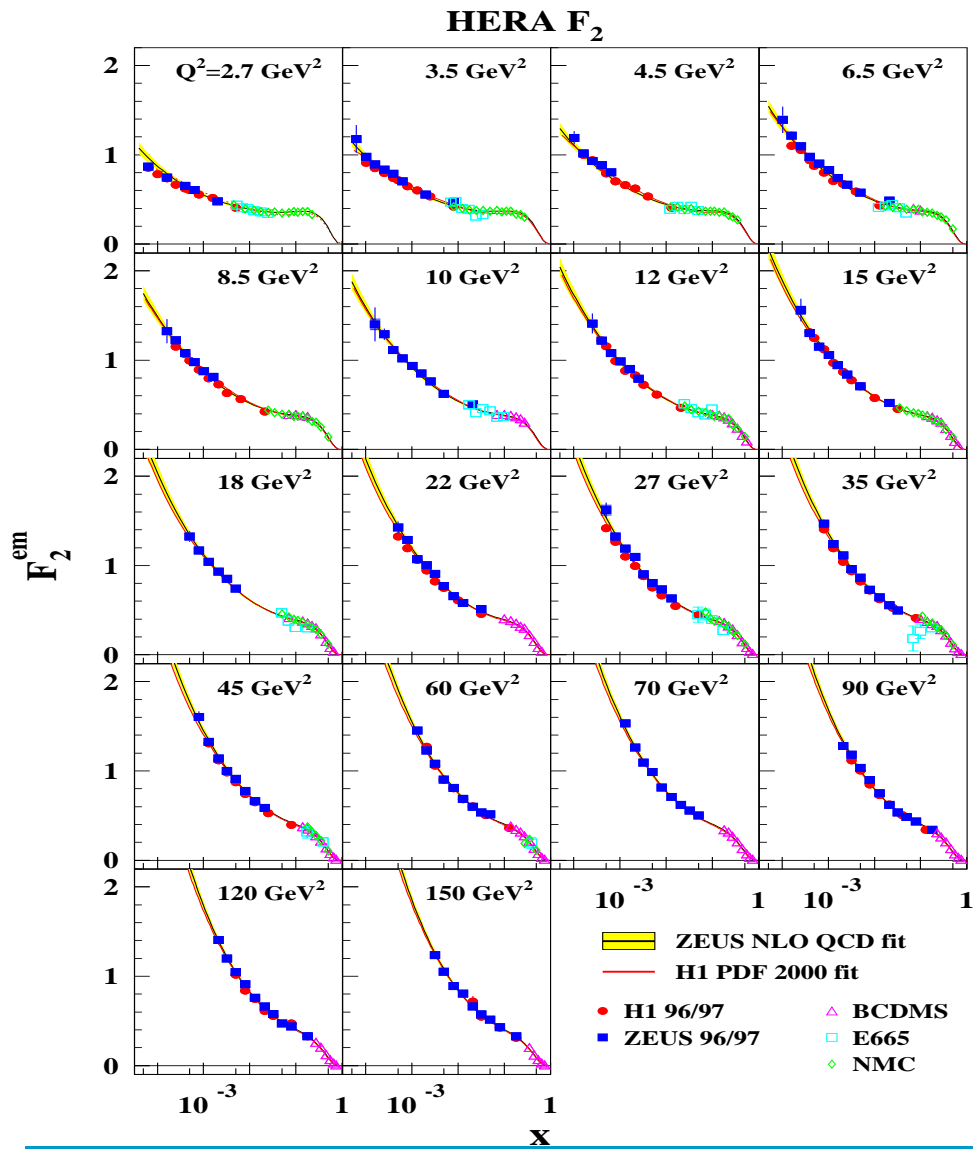 HERA F₂
Q²=2.7 GeV² 3.5 GeV² 4.5 GeV² 6.5 GeV²
2
1
0
8.5 GeV² 10 GeV² 12 GeV² 15 GeV²
2
1
0
18 GeV² 22 GeV² 27 GeV² 35 GeV²
2
1
0
F₂^em
45 GeV² 60 GeV² 70 GeV² 90 GeV²
2
1
0
10⁻³ 1 10⁻³ 1
120 GeV² 150 GeV²
2
1
0
10⁻³ 1 10⁻³ 1
x
ZEUS NLO QCD fit
H1 PDF 2000 fit
H1 96/97
ZEUS 96/97
BCDMS
E665
NMC